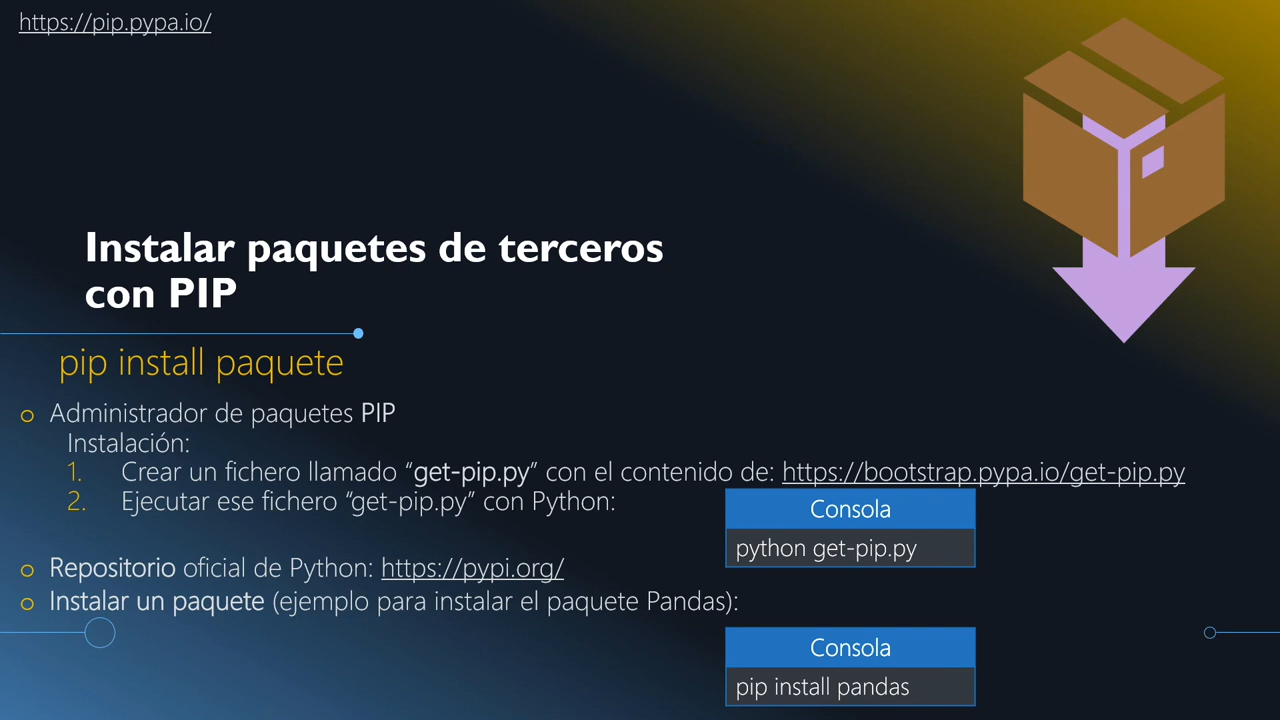 https://pip.pypa.io/
Instalar paquetes de terceros
con PIP
pip install paquete
o Administrador de paquetes PIP
Instalación:
1. Crear un fichero llamado “get-pip.py” con el contenido de: https://bootstrap.pypa.io/get-pip.py
2. Ejecutar ese fichero “get-pip.py” con Python:
Consola
python get-pip.py
o Repositorio oficial de Python: https://pypi.org/
o Instalar un paquete (ejemplo para instalar el paquete Pandas):
Consola
pip install pandas